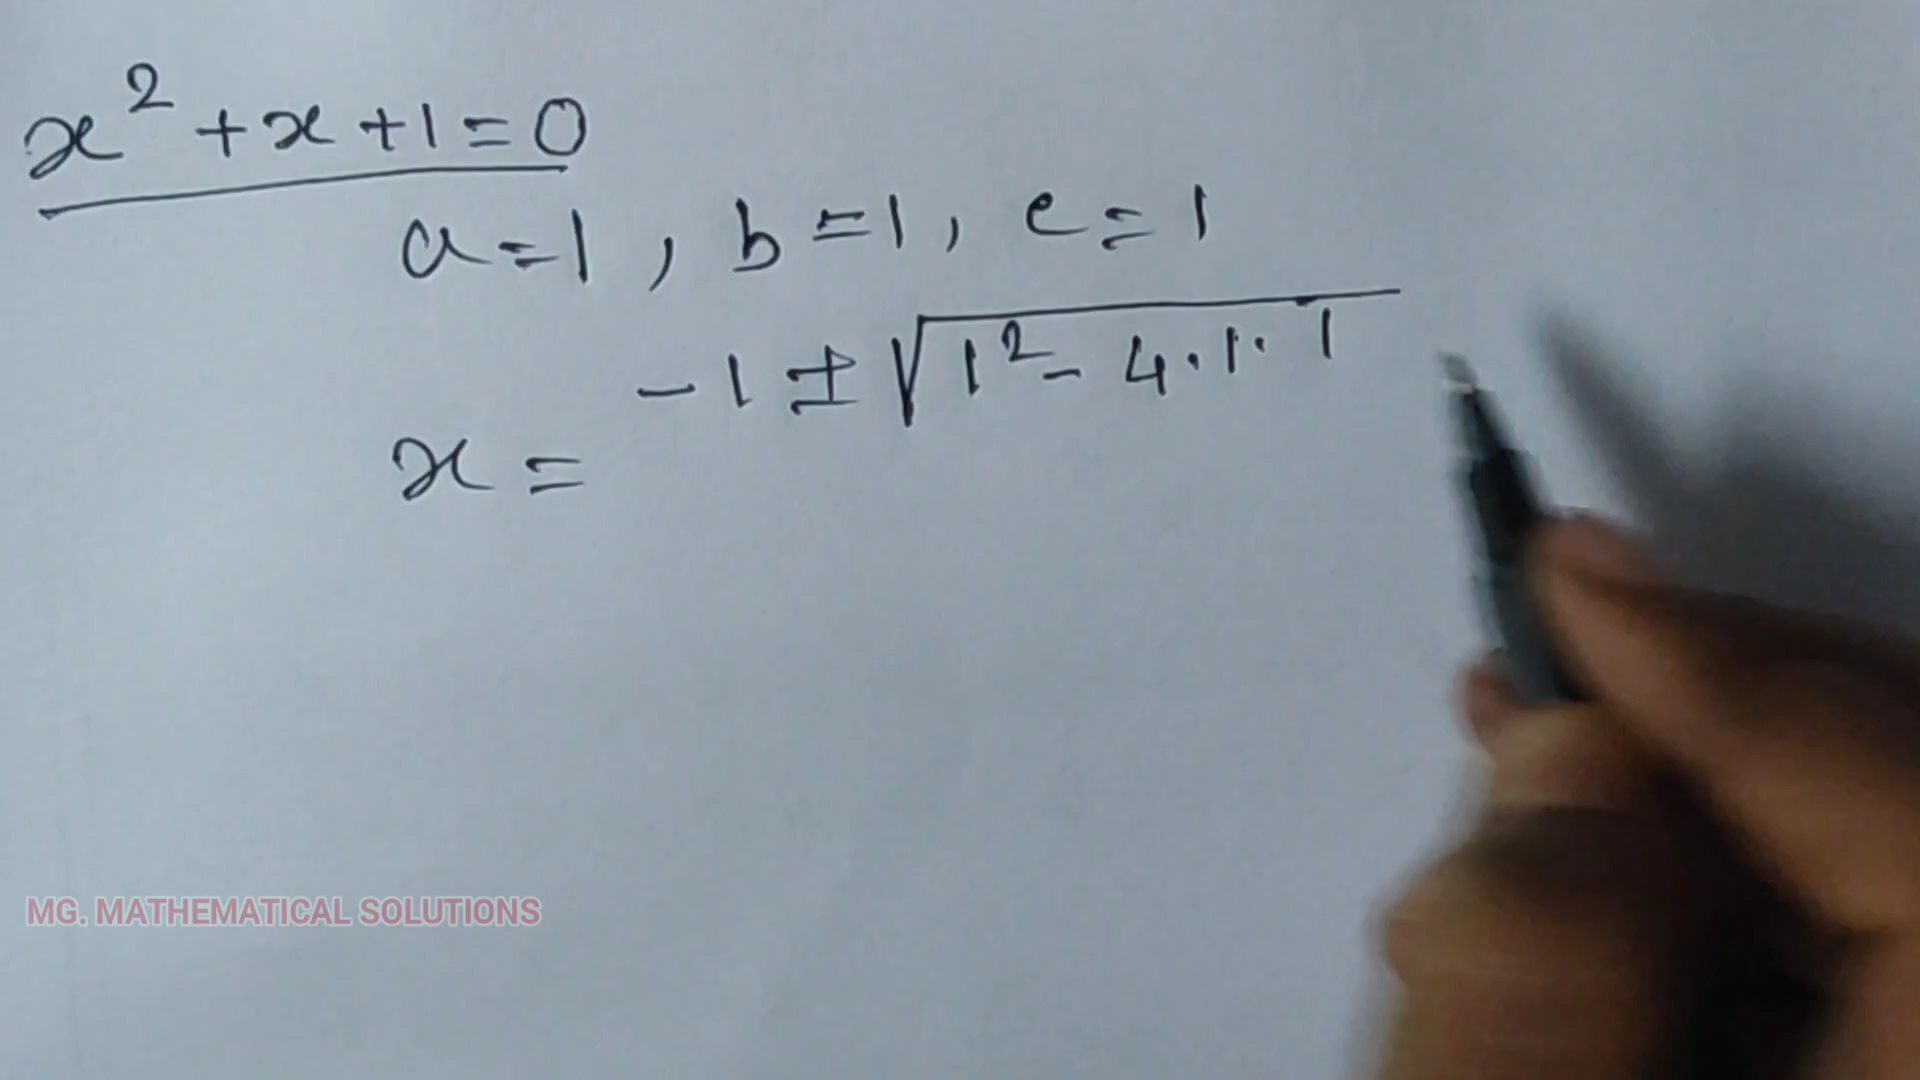 x² + x + 1 = 0
a = 1 , b = 1 , c = 1
-1 ± √1² - 4·1·1
x =
MG. MATHEMATICAL SOLUTIONS